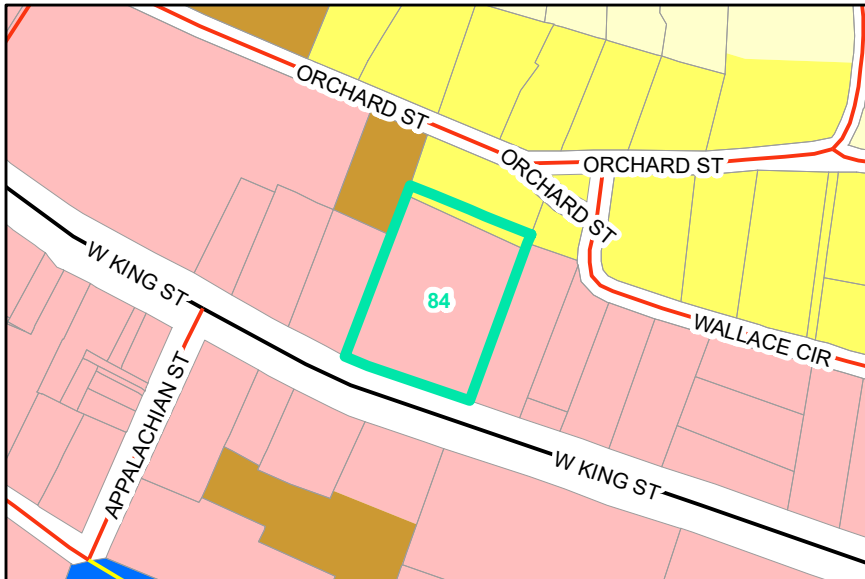 ORCHARD ST
ORCHARD ST
ORCHARD ST
W KING ST
84
WALLACE CIR
APPALACHIAN ST
W KING ST